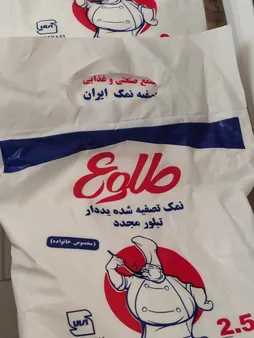 مجتمع صنعتی و غذایی
تصفیه نمک ایران
طلوع
نمک تصفیه شده یددار
تبلور مجدد
(مخصوص خانواده)
2.5